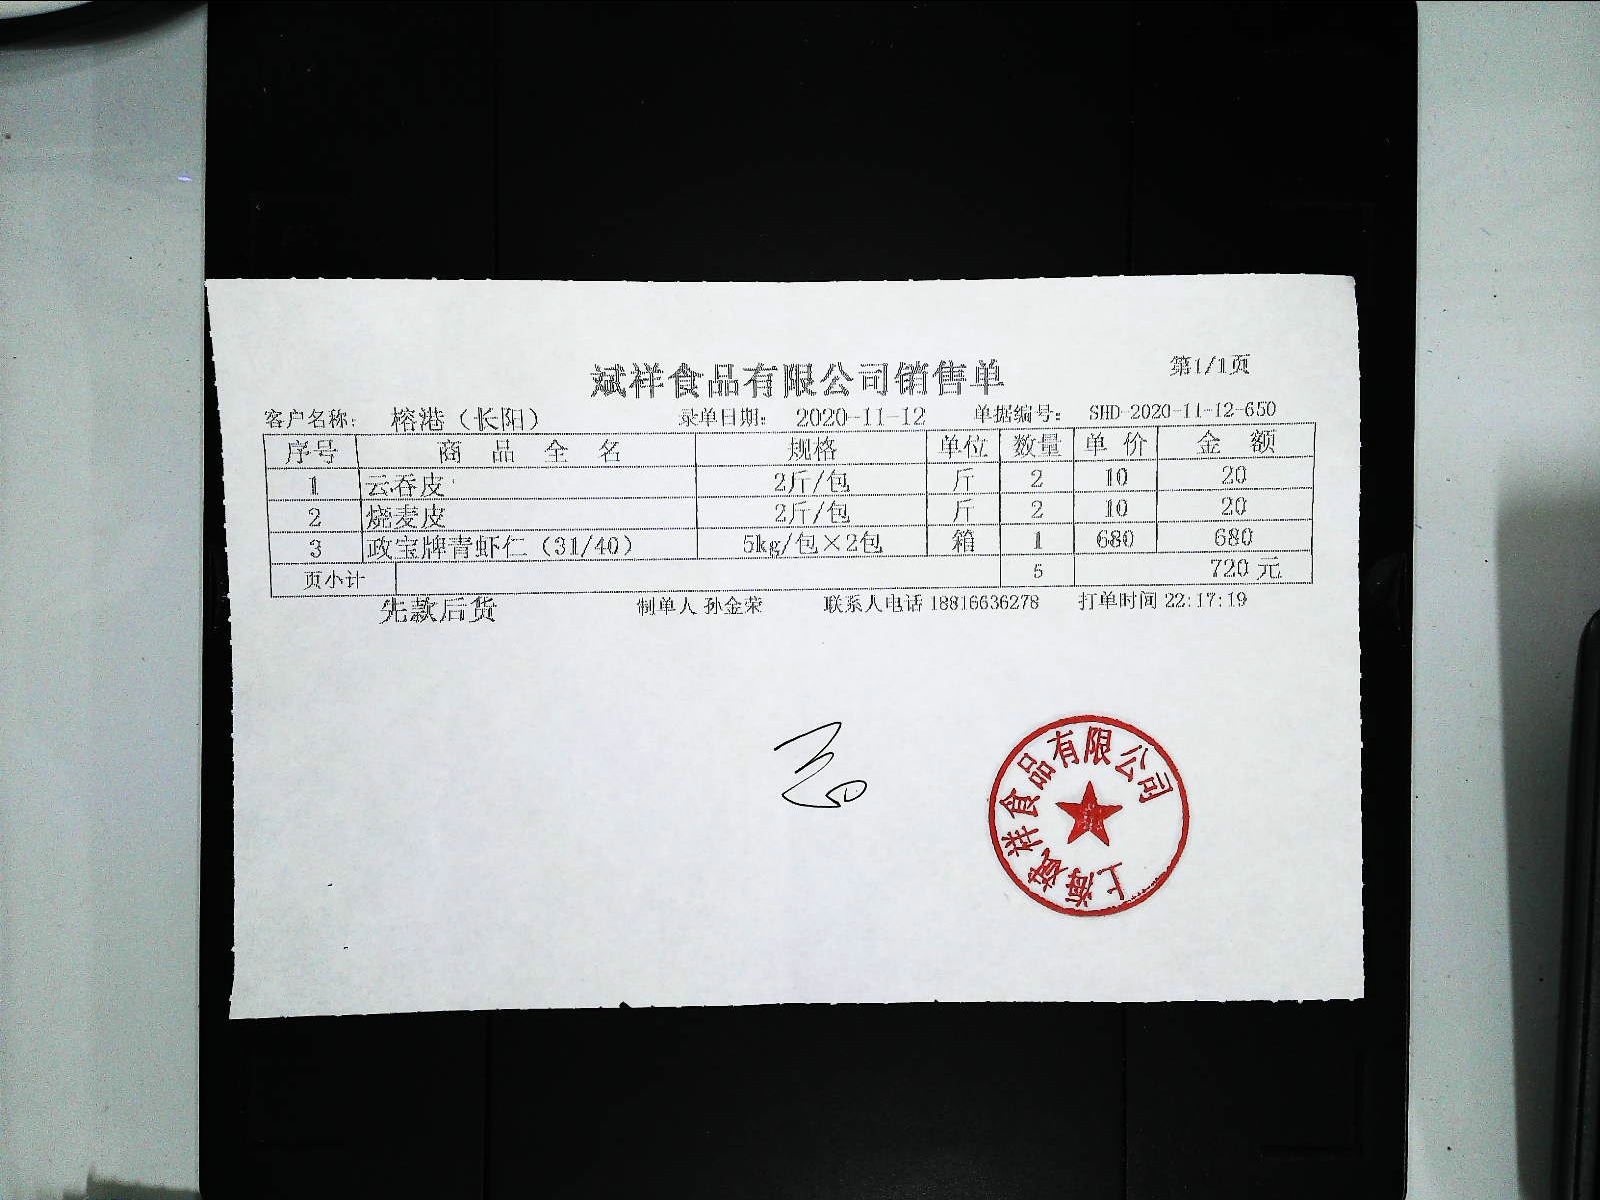 第1/1页
斌祥食品有限公司销售单
客户名称： 榕港（长阳） 录单日期： 2020-11-12 单据编号： SHD-2020-11-12-650
序号 商品全名 规格 单位 数量 单价 金额
1 云吞皮 2斤/包 斤 2 10 20
2 烧麦皮 2斤/包 斤 2 10 20
3 政宝牌青虾仁（31/40） 5kg/包×2包 箱 1 680 680
页小计 5 720 元
先款后货 制单人 孙金荣 联系人电话 18816636278 打单时间 22:17:19
上海斌祥食品有限公司